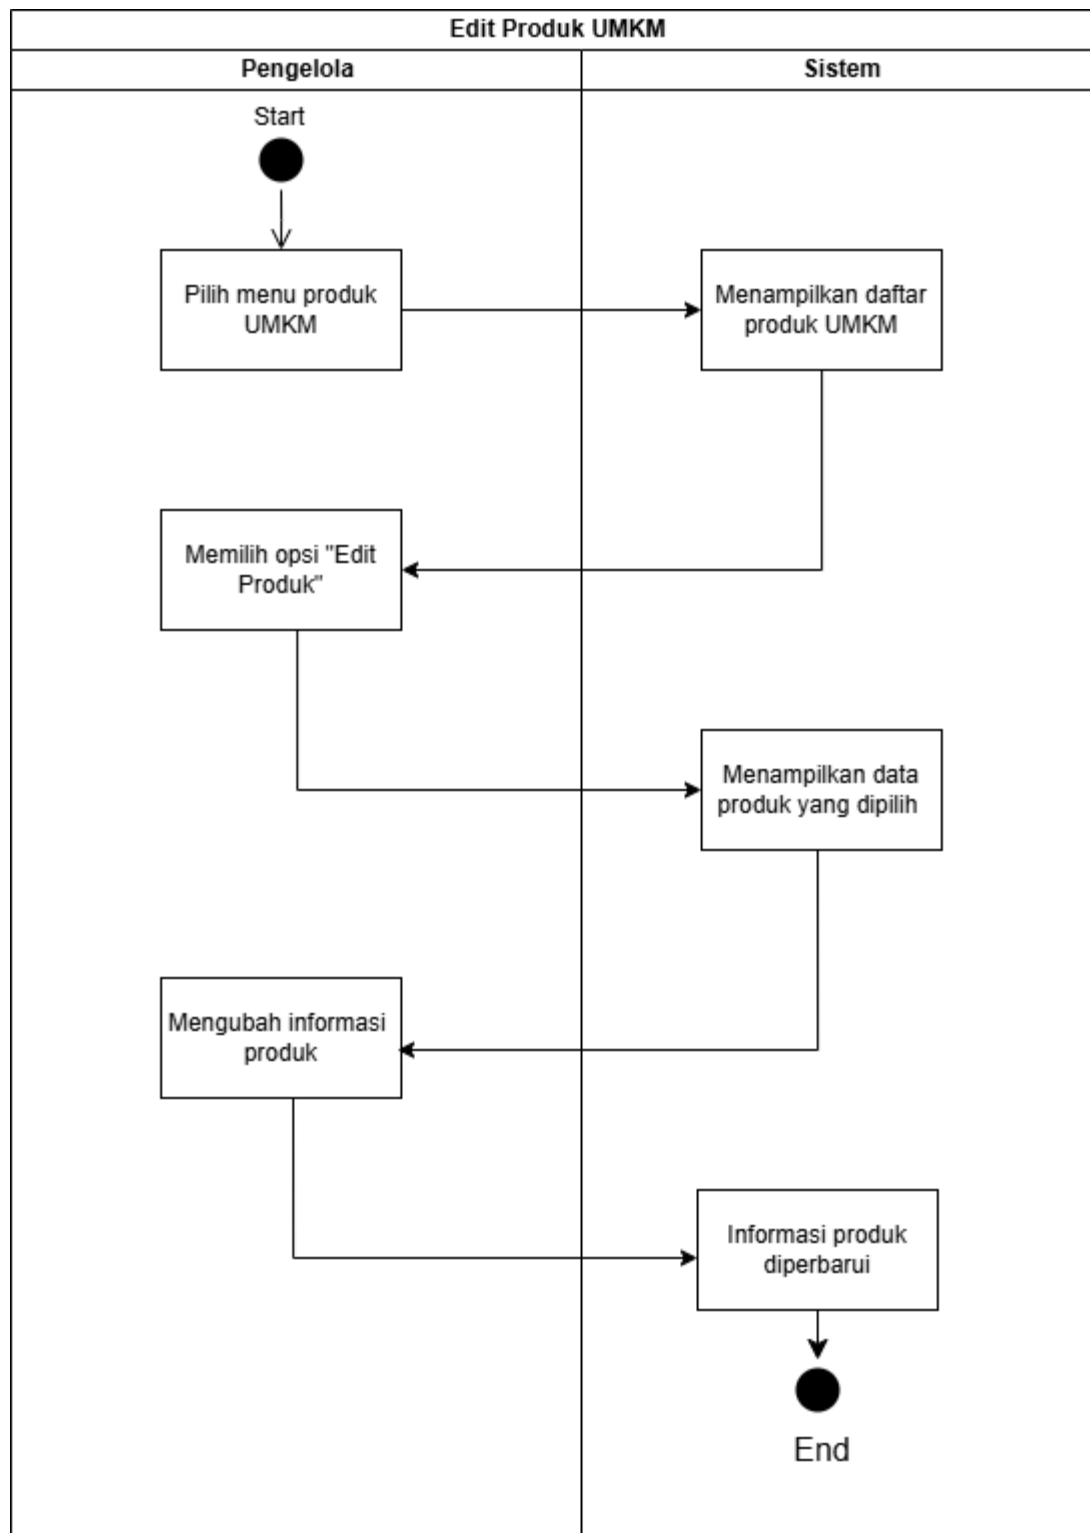 Edit Produk UMKM
Pengelola
Sistem
Start
Pilih menu produk
UMKM
Menampilkan daftar
produk UMKM
Memilih opsi "Edit
Produk"
Menampilkan data
produk yang dipilih
Mengubah informasi
produk
Informasi produk
diperbarui
End